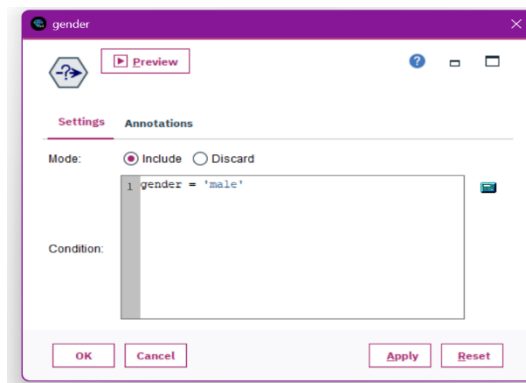 gender
Preview
Settings Annotations
Mode: Include Discard
1 gender = 'male'
Condition:
OK Cancel Apply Reset